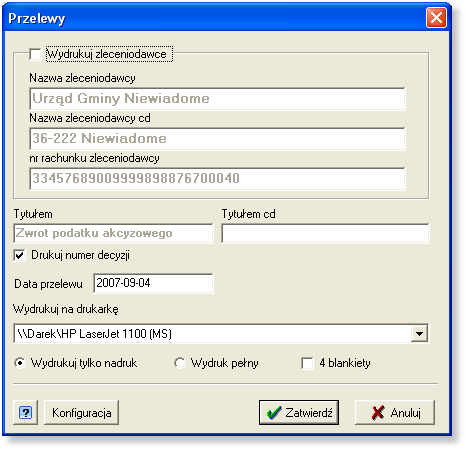 Przelewy
Wydrukuj zleceniodawce
Nazwa zleceniodawcy
Urząd Gminy Niewiadome
Nazwa zleceniodawcy cd
36-222 Niewiadome
nr rachunku zleceniodawcy
33457689009999898876700040
Tytułem Tytułem cd
Zwrot podatku akcyzowego
Drukuj numer decyzji
Data przelewu 2007-09-04
Wydrukuj na drukarkę
\\Darek\HP LaserJet 1100 (MS)
Wydrukuj tylko nadruk Wydruk pełny 4 blankiety
? Konfiguracja Zatwierdź Anuluj